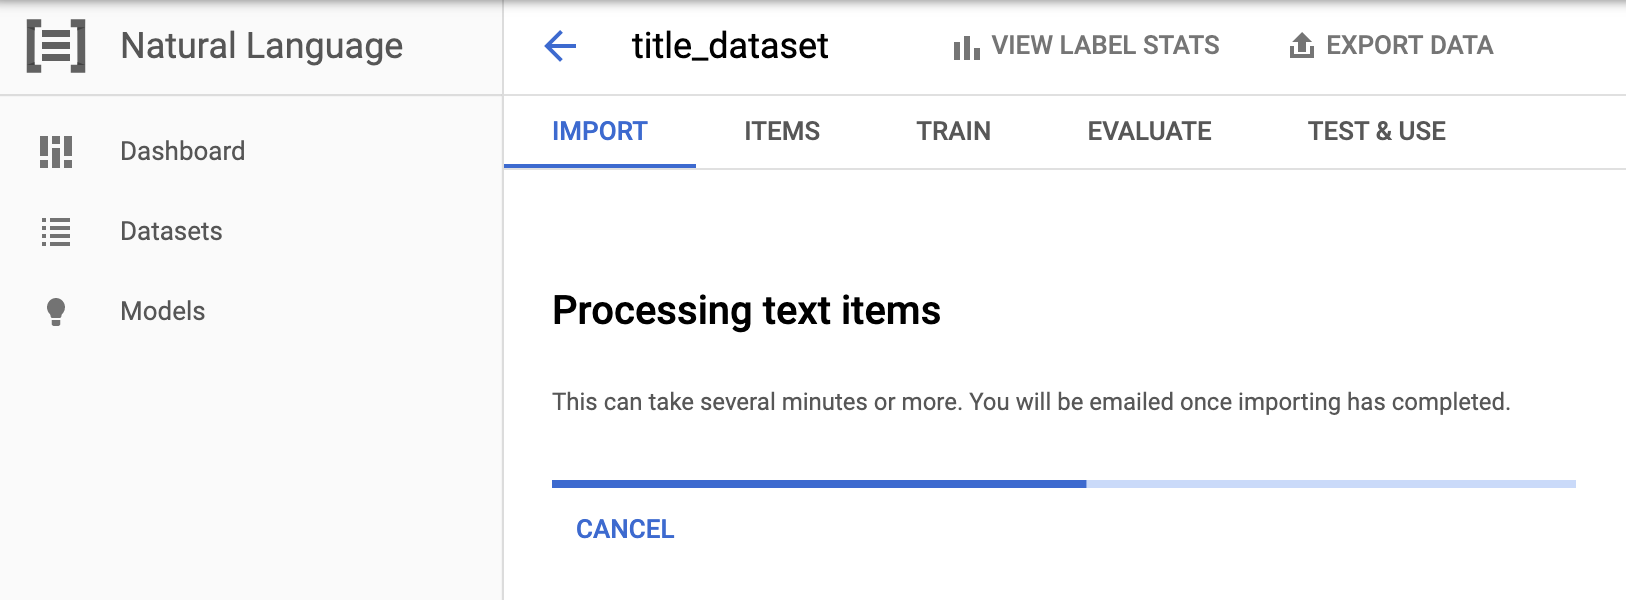 Natural Language
title_dataset
VIEW LABEL STATS
EXPORT DATA
Dashboard
Datasets
Models
IMPORT
ITEMS
TRAIN
EVALUATE
TEST & USE
Processing text items
This can take several minutes or more. You will be emailed once importing has completed.
CANCEL